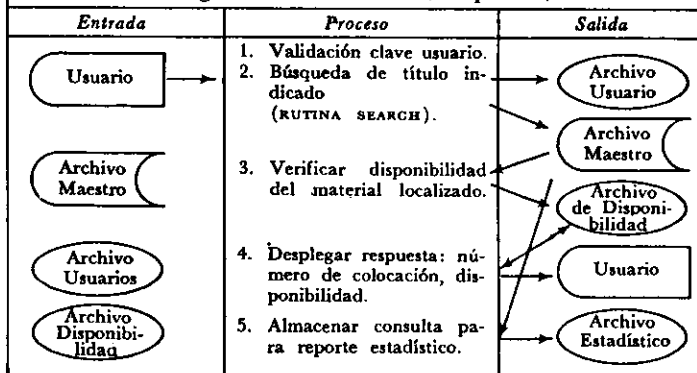 Entrada
Proceso
Salida
Usuario
Archivo
Maestro
Archivo
Usuarios
Archivo
Disponibi-
lidad
1. Validación clave usuario.
2. Búsqueda de título in-
dicado
(RUTINA SEARCH).
3. Verificar disponibilidad
del material localizado.
4. Desplegar respuesta: nú-
mero de colocación, dis-
ponibilidad.
5. Almacenar consulta pa-
ra reporte estadístico.
Archivo
Usuario
Archivo
Maestro
Archivo
de Disponi-
bilidad
Usuario
Archivo
Estadístico